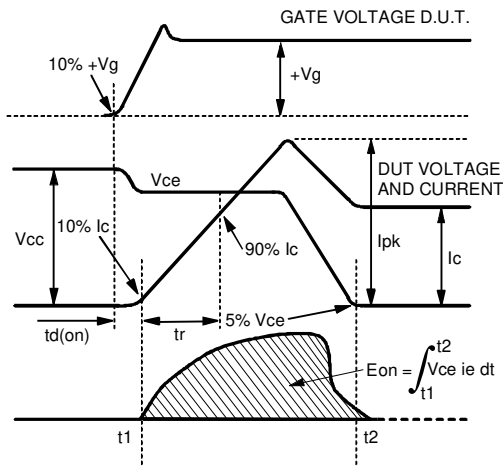 GATE VOLTAGE D.U.T.
10% +Vg
+Vg
Vce
DUT VOLTAGE
AND CURRENT
10% Ic
Vcc
90% Ic
Ipk
Ic
td(on)
tr
5% Vce
Eon = ∫ Vce ie dt
t2
t1
t1
t2